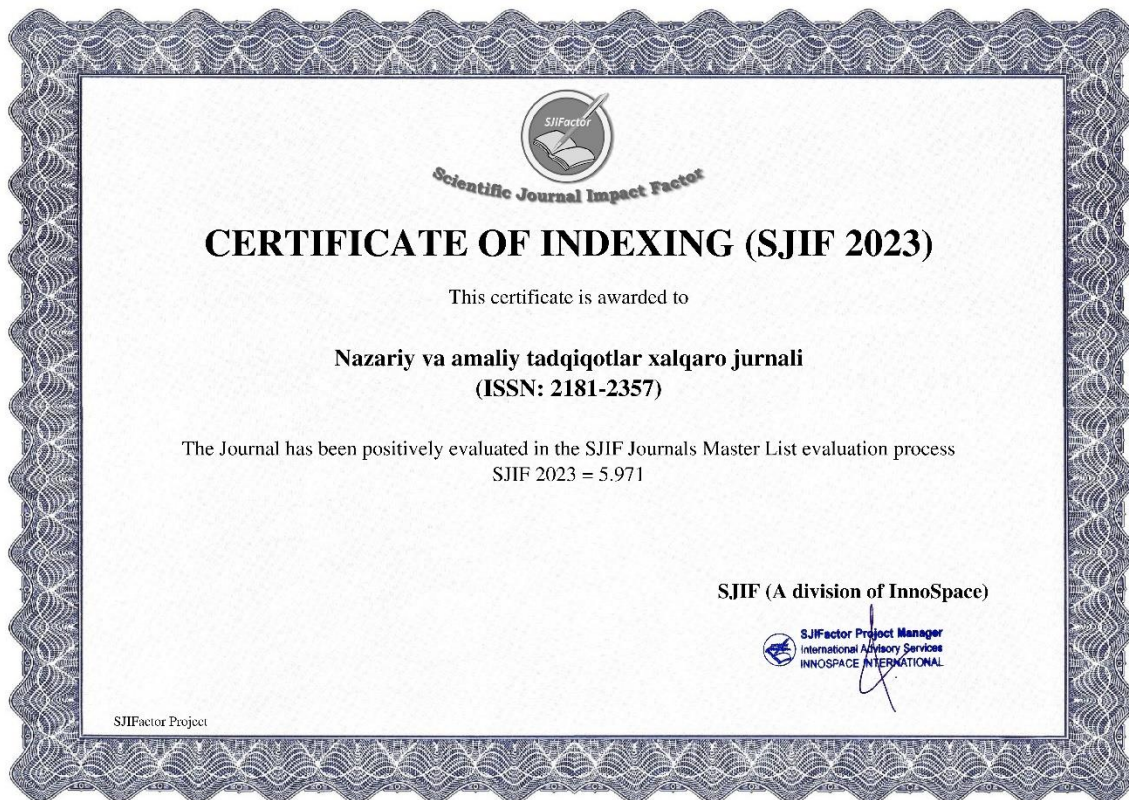 SJIFactor
Scientific Journal Impact Factor
CERTIFICATE OF INDEXING (SJIF 2023)
This certificate is awarded to
Nazariy va amaliy tadqiqotlar xalqaro jurnali
(ISSN: 2181-2357)
The Journal has been positively evaluated in the SJIF Journals Master List evaluation process
SJIF 2023 = 5.971
SJIF (A division of InnoSpace)
SJIFactor Project Manager
International Advisory Services
INNOSPACE INTERNATIONAL
SJIFactor Project